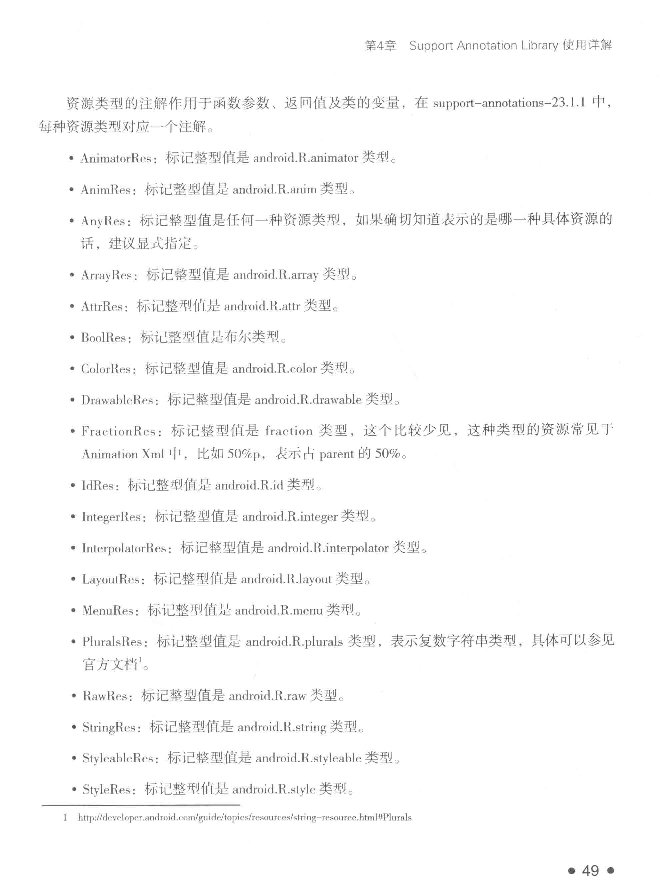 第4章 Support Annotation Library 使用详解
资源类型的注解作用于函数参数、返回值及类的变量，在 support-annotations-23.1.1 中，
每种资源类型对应一个注解。
• AnimatorRes：标记整型值是 android.R.animator 类型。
• AnimRes：标记整型值是 android.R.anim 类型。
• AnyRes：标记整型值是任何一种资源类型，如果确切知道表示的是哪一种具体资源的
话，建议显式指定。
• ArrayRes：标记整型值是 android.R.array 类型。
• AttrRes：标记整型值是 android.R.attr 类型。
• BoolRes：标记整型值是布尔类型。
• ColorRes：标记整型值是 android.R.color 类型。
• DrawableRes：标记整型值是 android.R.drawable 类型。
• FractionRes：标记整型值是 fraction 类型，这个比较少见，这种类型的资源常见于
Animation Xml 中，比如 50%p，表示占 parent 的 50%。
• IdRes：标记整型值是 android.R.id 类型。
• IntegerRes：标记整型值是 android.R.integer 类型。
• InterpolatorRes：标记整型值是 android.R.interpolator 类型。
• LayoutRes：标记整型值是 android.R.layout 类型。
• MenuRes：标记整型值是 android.R.menu 类型。
• PluralsRes：标记整型值是 android.R.plurals 类型，表示复数字符串类型，具体可以参见
官方文档1。
• RawRes：标记整型值是 android.R.raw 类型。
• StringRes：标记整型值是 android.R.string 类型。
• StyleableRes：标记整型值是 android.R.styleable 类型。
• StyleRes：标记整型值是 android.R.style 类型。
1 http://developer.android.com/guide/topics/resources/string-resource.html#Plurals
• 49 •